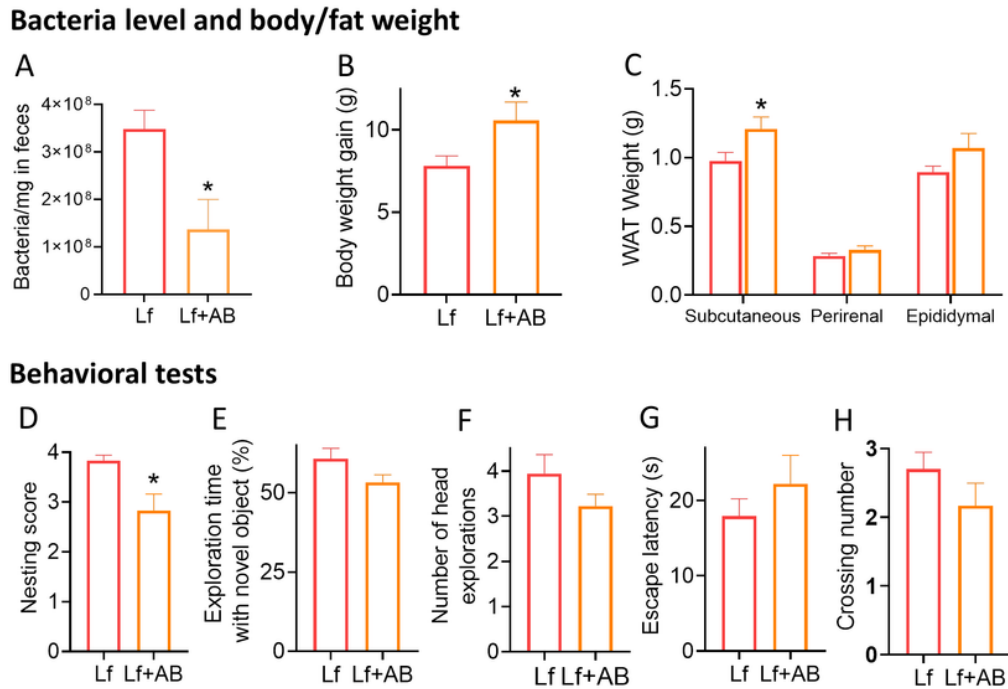 Bacteria level and body/fat weight
A
Bacteria/mg in feces
4×10⁸
3×10⁸
2×10⁸
1×10⁸
0
*
Lf Lf+AB
B
Body weight gain (g)
10
5
0
*
Lf Lf+AB
C
WAT Weight (g)
1.5
1.0
0.5
0.0
*
Subcutaneous Perirenal Epididymal
Behavioral tests
D
Nesting score
4
3
2
1
0
*
Lf Lf+AB
E
Exploration time
with novel object (%)
50
25
0
Lf Lf+AB
F
Number of head
explorations
4
3
2
1
0
Lf Lf+AB
G
Escape latency (s)
20
10
0
Lf Lf+AB
H
Crossing number
3
2
1
0
Lf Lf+AB